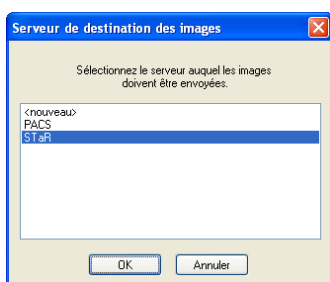 Serveur de destination des images
Sélectionnez le serveur auquel les images
doivent être envoyées.
<nouveau>
PACS
STaR
OK
Annuler